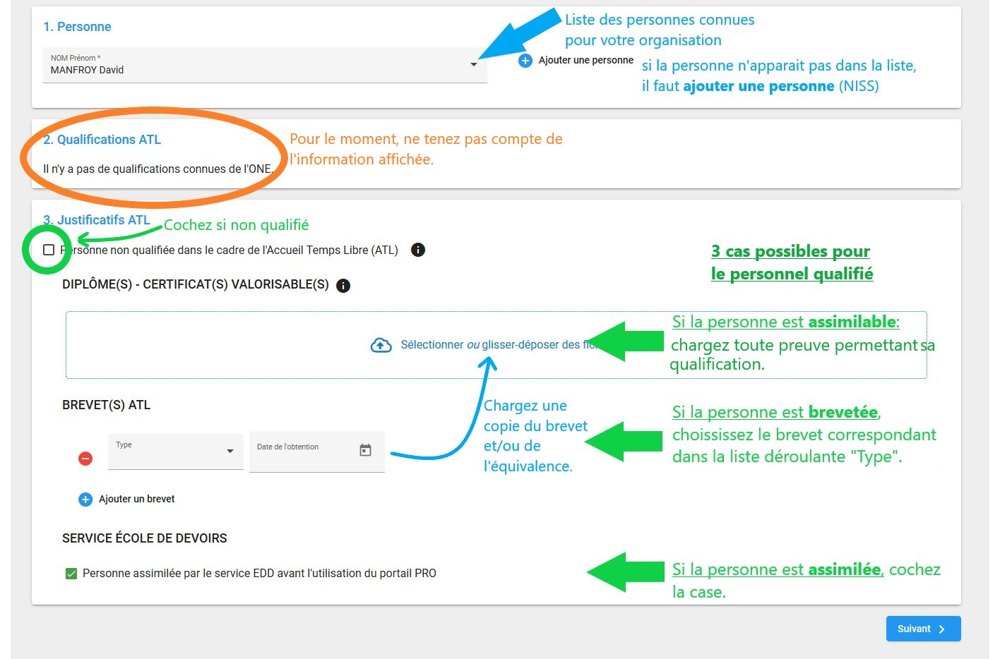 1. Personne
Liste des personnes connues
pour votre organisation
NOM Prénom *
MANFROY David
Ajouter une personne
si la personne n'apparait pas dans la liste,
il faut ajouter une personne (NISS)
2. Qualifications ATL
Il n'y a pas de qualifications connues de l'ONE.
Pour le moment, ne tenez pas compte de
l'information affichée.
3. Justificatifs ATL
Cochez si non qualifié
Personne non qualifiée dans le cadre de l'Accueil Temps Libre (ATL)
3 cas possibles pour
le personnel qualifié
DIPLÔME(S) - CERTIFICAT(S) VALORISABLE(S)
Sélectionner ou glisser-déposer des
Si la personne est assimilable:
chargez toute preuve permettant sa
qualification.
BREVET(S) ATL
Type
Date de l'obtention
Chargez une
copie du brevet
et/ou de
l'équivalence.
Si la personne est brevetée,
choississez le brevet correspondant
dans la liste déroulante "Type".
Ajouter un brevet
SERVICE ÉCOLE DE DEVOIRS
Personne assimilée par le service EDD avant l'utilisation du portail PRO
Si la personne est assimilée, cochez
la case.
Suivant